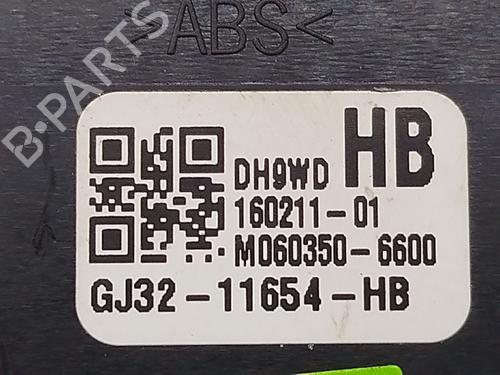 >ABS<
B-PARTS
HB
DH9WD
160211-01
M060350-6600
GJ32-11654-HB